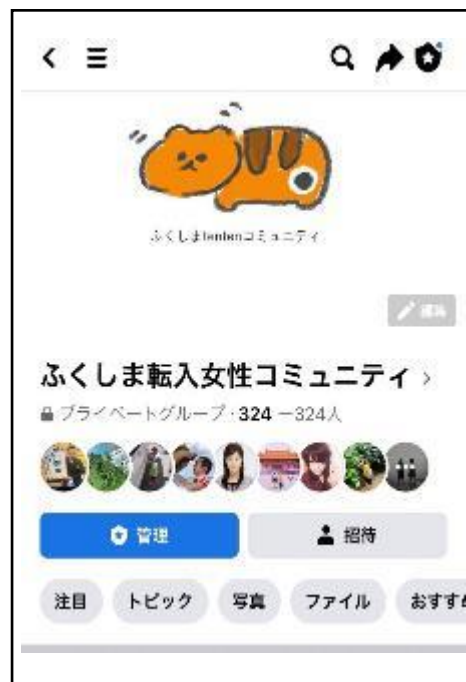 ふくしまtentenコミュニティ
編集
ふくしま転入女性コミュニティ
プライベートグループ・324 ー324人
管理
招待
注目
トピック
写真
ファイル
おすす